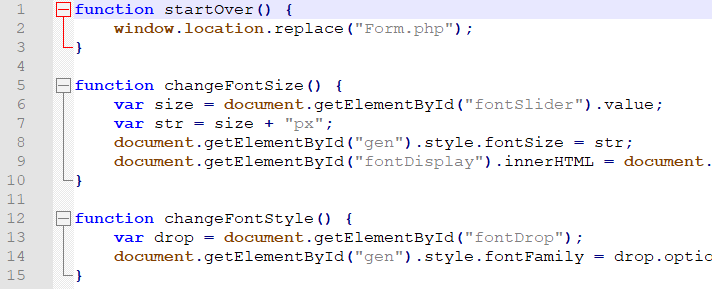 1 function startOver() {
2 window.location.replace("Form.php");
3 }
4
5 function changeFontSize() {
6 var size = document.getElementById("fontSlider").value;
7 var str = size + "px";
8 document.getElementById("gen").style.fontSize = str;
9 document.getElementById("fontDisplay").innerHTML = document.
10 }
11
12 function changeFontStyle() {
13 var drop = document.getElementById("fontDrop");
14 document.getElementById("gen").style.fontFamily = drop.optio
15 }